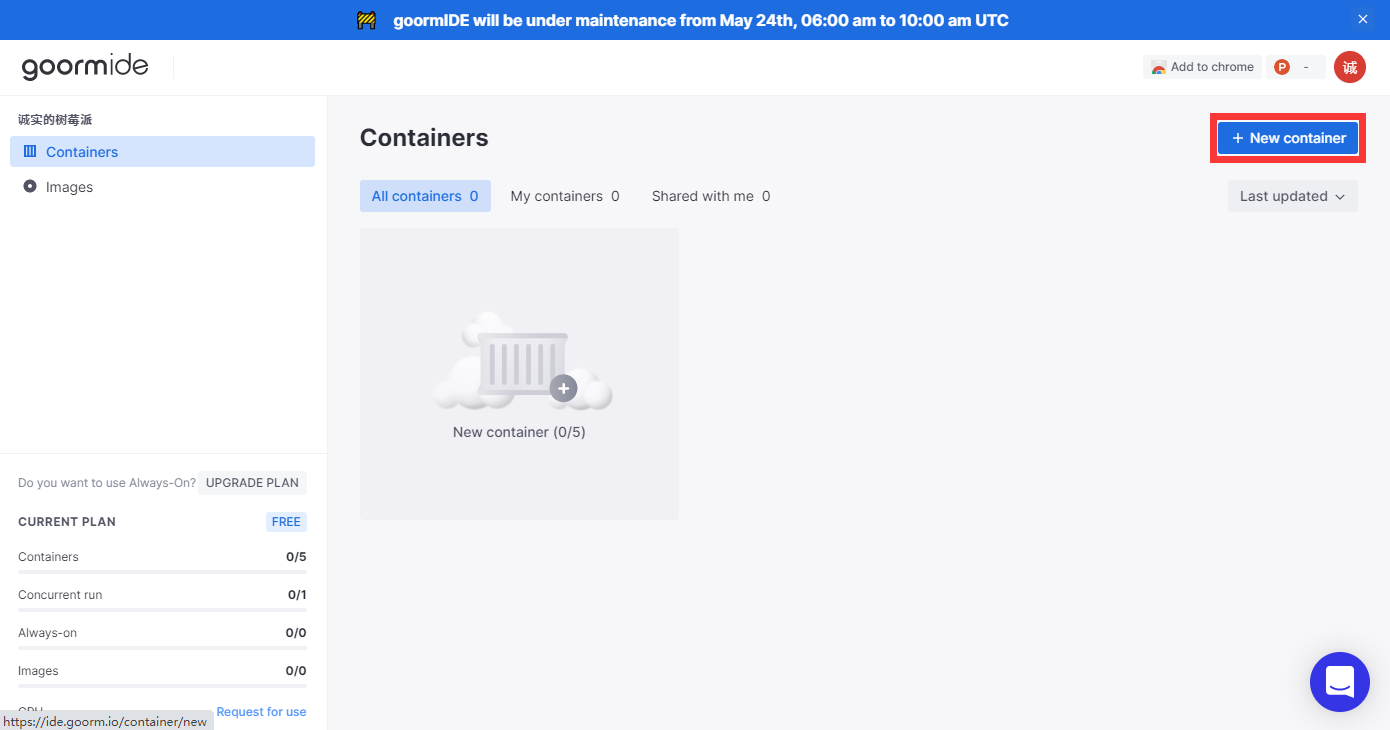 goormIDE will be under maintenance from May 24th, 06:00 am to 10:00 am UTC
goormide
Add to chrome
P -
诚
诚实的树莓派
Containers
Images
Containers
+ New container
All containers 0
My containers 0
Shared with me 0
Last updated
New container (0/5)
Do you want to use Always-On? UPGRADE PLAN
CURRENT PLAN FREE
Containers 0/5
Concurrent run 0/1
Always-on 0/0
Images 0/0
Request for use
https://ide.goorm.io/container/new